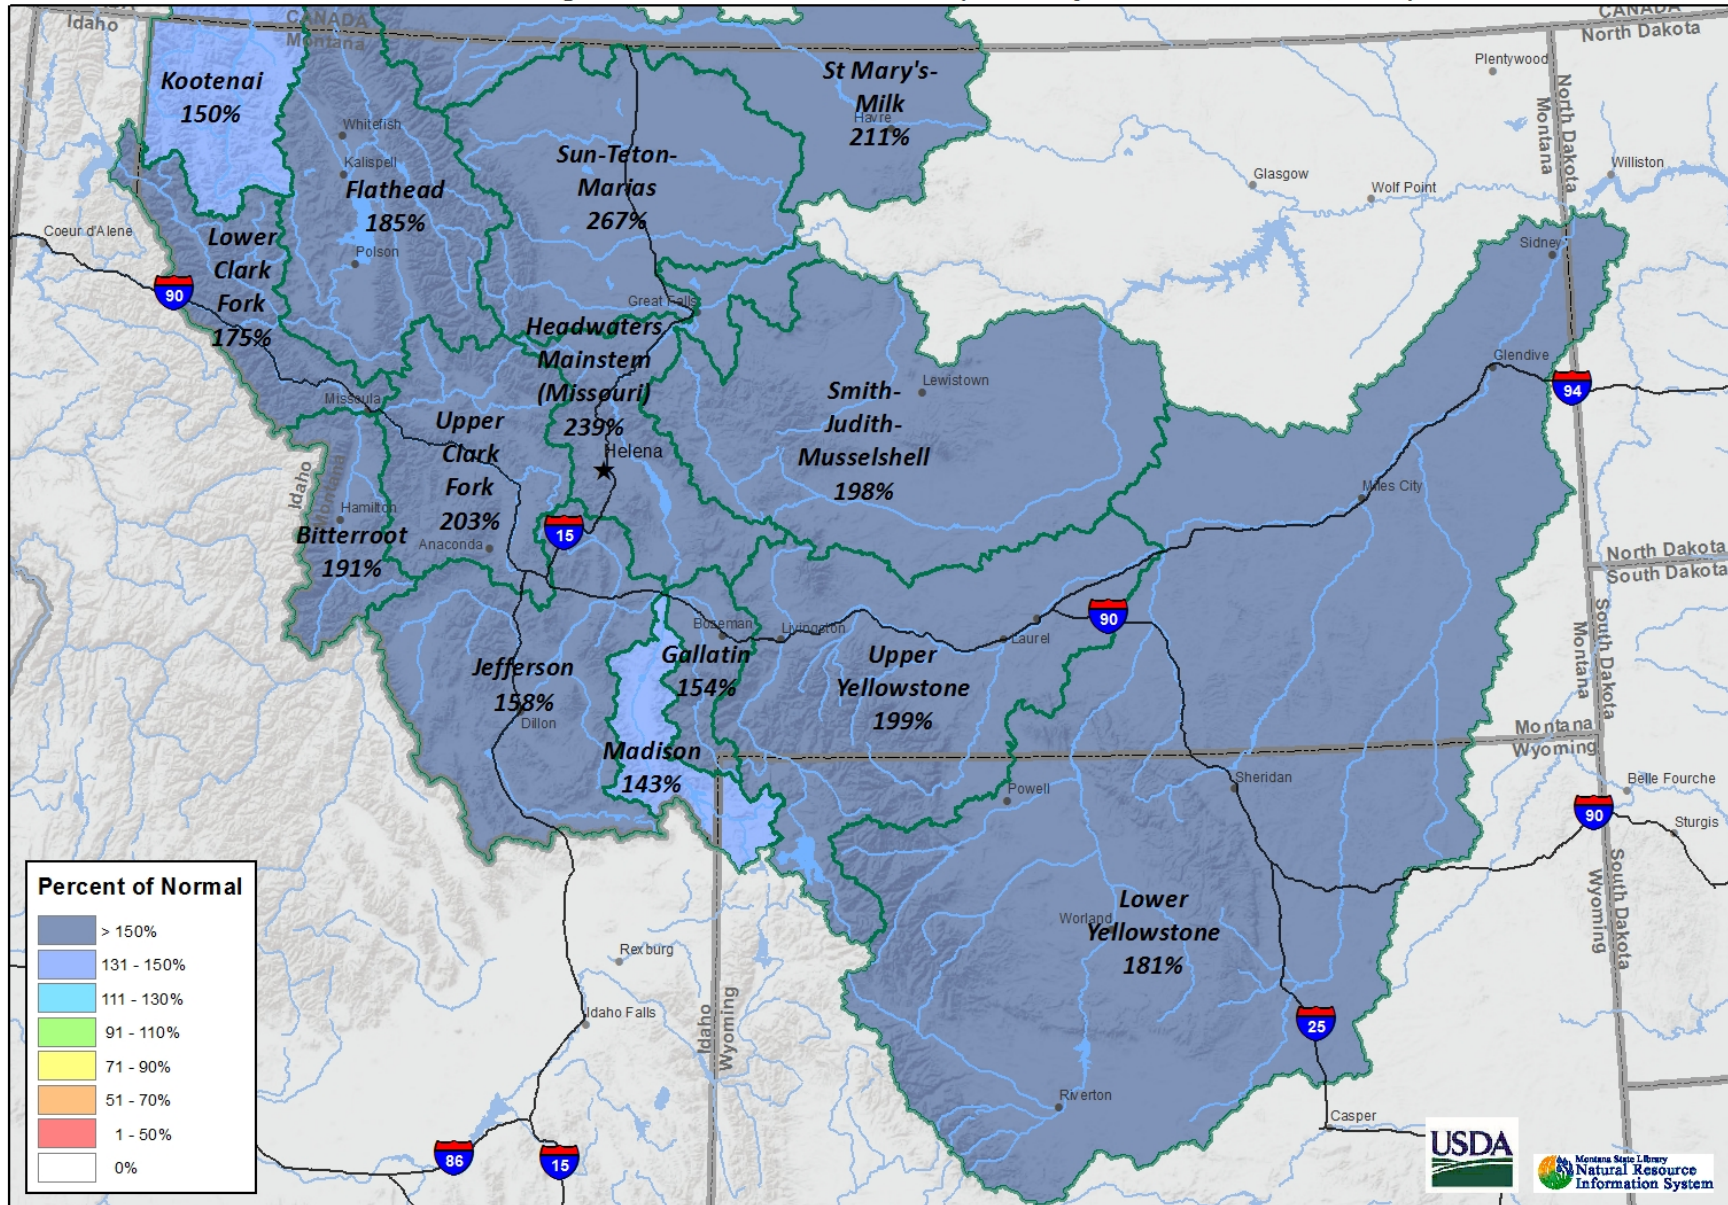 CANADA
Idaho
CANADA
Montana
CANADA
North Dakota
Kootenai
150%
Whitefish
Kalispell
Flathead
185%
Polson
Sun-Teton-
Marias
267%
St Mary's-
Milk
Havre
211%
Plentywood
North Dakota
Montana
Glasgow
Wolf Point
Williston
Sidney
Coeur d'Alene
90
Lower
Clark
Fork
175%
Great Falls
Headwaters
Mainstem
(Missouri)
239%
Helena
Missoula
Upper
Clark
Fork
203%
Anaconda
Idaho
Montana
Hamilton
Bitterroot
191%
15
Lewistown
Smith-
Judith-
Musselshell
198%
Glendive
94
Miles City
North Dakota
South Dakota
South Dakota
Montana
Bozeman
Livingston
Laurel
90
Jefferson
158%
Dillon
Gallatin
154%
Madison
143%
Upper
Yellowstone
199%
Montana
Wyoming
Powell
Sheridan
Belle Fourche
90
Sturgis
South Dakota
Wyoming
Lower
Worland
Yellowstone
181%
Rexburg
Idaho Falls
Idaho
Wyoming
25
Riverton
Casper
86
15
Percent of Normal
> 150%
131 - 150%
111 - 130%
91 - 110%
71 - 90%
51 - 70%
1 - 50%
0%
USDA
Montana State Library
Natural Resource
Information System